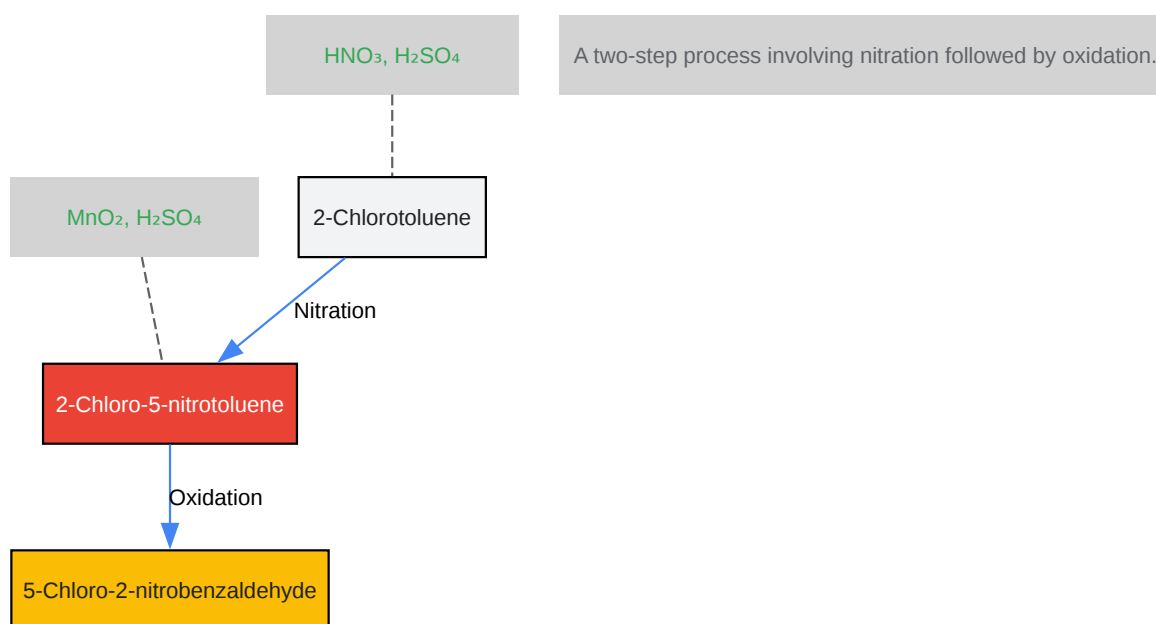 HNO₃, H₂SO₄
A two-step process involving nitration followed by oxidation.
MnO₂, H₂SO₄
2-Chlorotoluene
Nitration
2-Chloro-5-nitrotoluene
Oxidation
5-Chloro-2-nitrobenzaldehyde